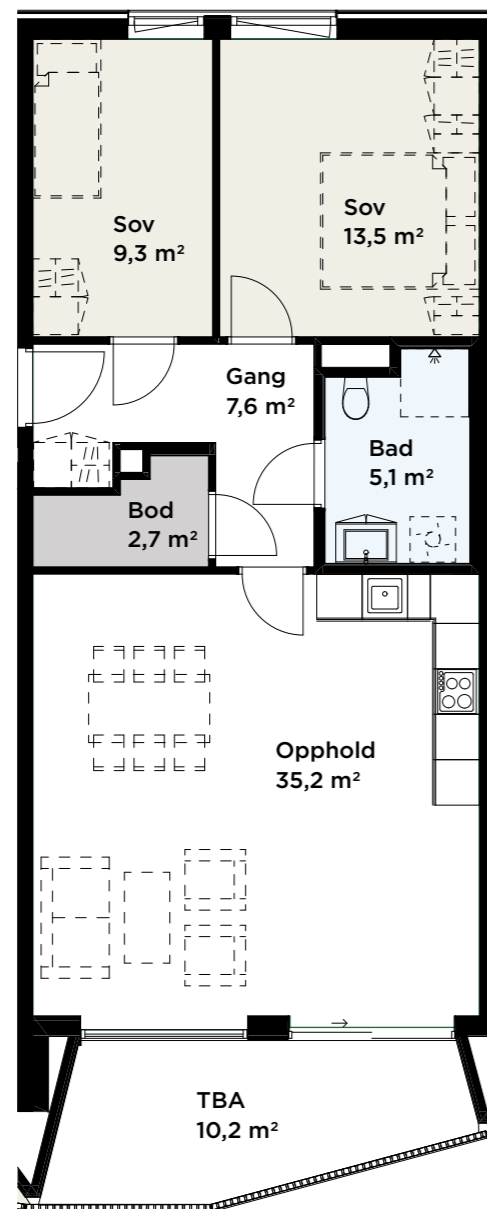 Sov
9,3 m²
Sov
13,5 m²
Gang
7,6 m²
Bad
5,1 m²
Bod
2,7 m²
Opphold
35,2 m²
TBA
10,2 m²